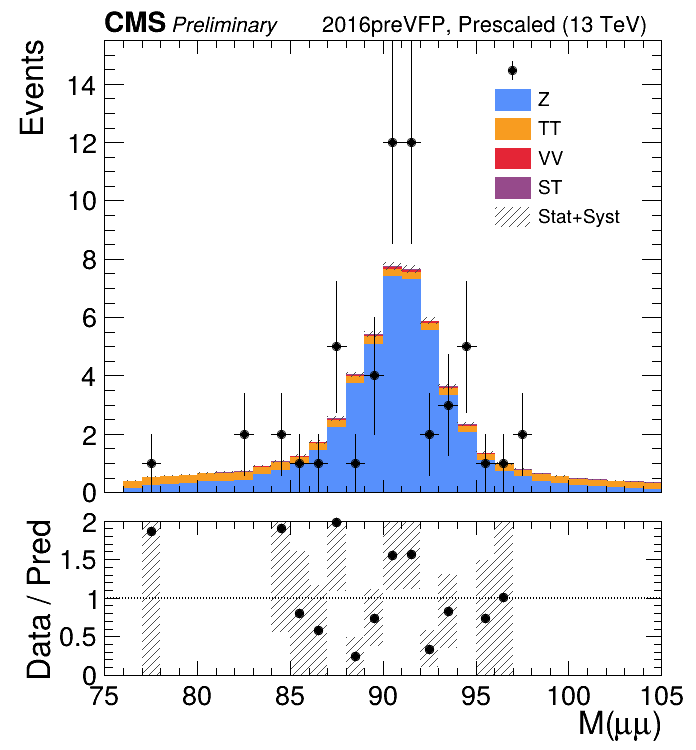 CMS Preliminary 2016preVFP, Prescaled (13 TeV)
Events
14
12
10
8
6
4
2
0
Z
TT
VV
ST
Stat+Syst
Data / Pred
2
1.5
1
0.5
0
75 80 85 90 95 100 105
M(μμ)